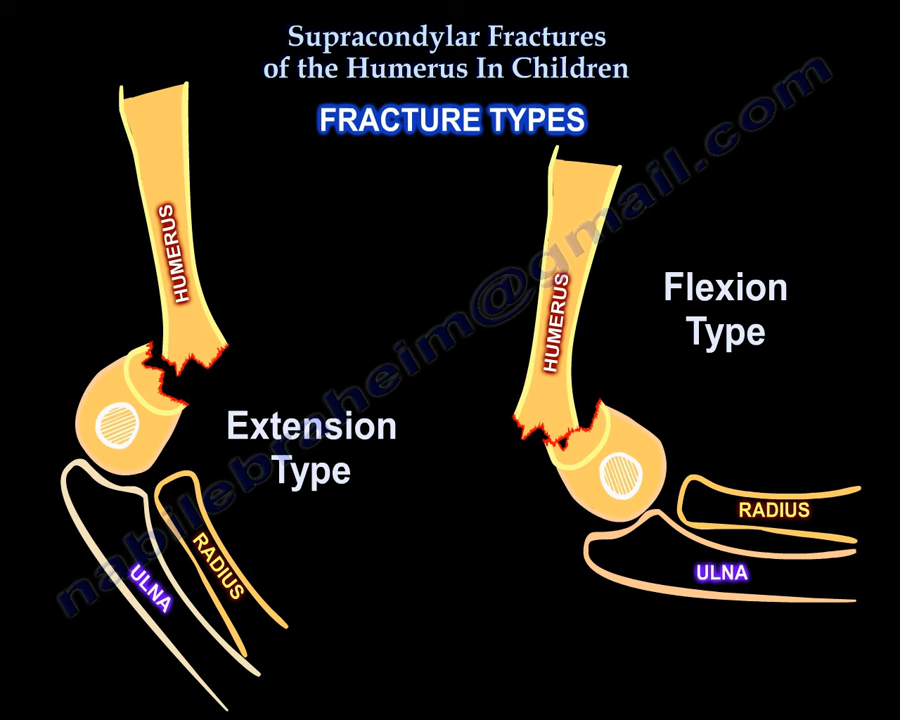 Supracondylar Fractures
of the Humerus In Children
FRACTURE TYPES
HUMERUS
HUMERUS
Flexion
Type
Extension
Type
RADIUS
ULNA
RADIUS
ULNA
nabilebraheim@gmail.com